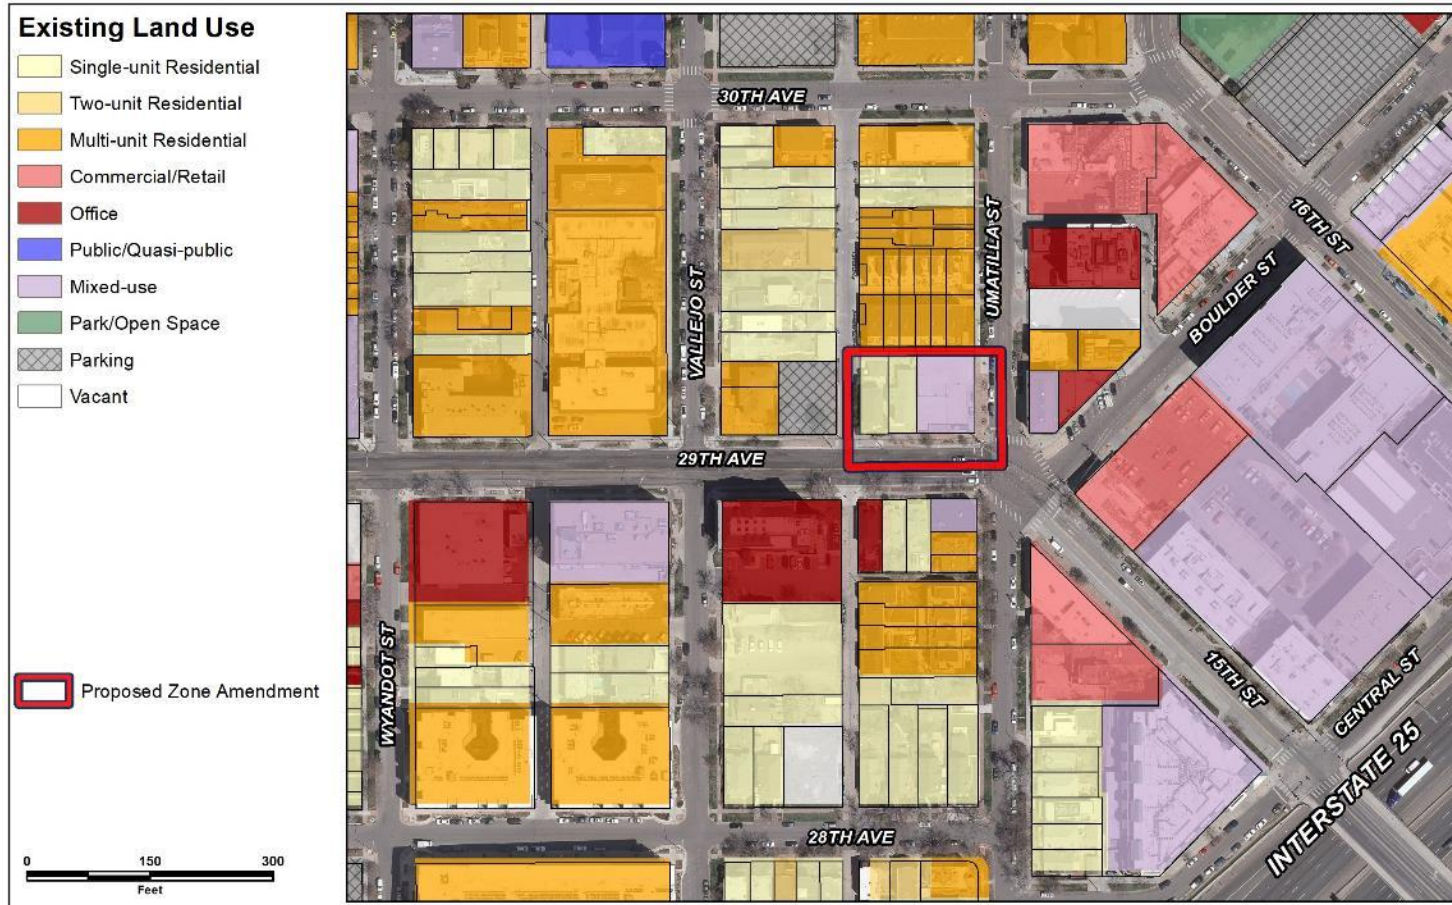 Existing Land Use
Single-unit Residential
Two-unit Residential
Multi-unit Residential
Commercial/Retail
Office
Public/Quasi-public
Mixed-use
Park/Open Space
Parking
Vacant
Proposed Zone Amendment
0 150 300
Feet
30TH AVE
16TH ST
UMATILLA ST
BOULDER ST
VALLEJO ST
29TH AVE
WYANDOT ST
15TH ST
CENTRAL ST
INTERSTATE 25
28TH AVE